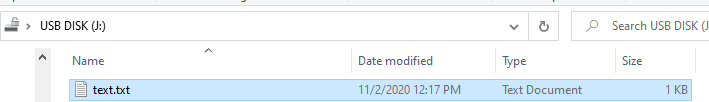 USB DISK (J:)
Search USB DISK (J
Name Date modified Type Size
text.txt 11/2/2020 12:17 PM Text Document 1 KB